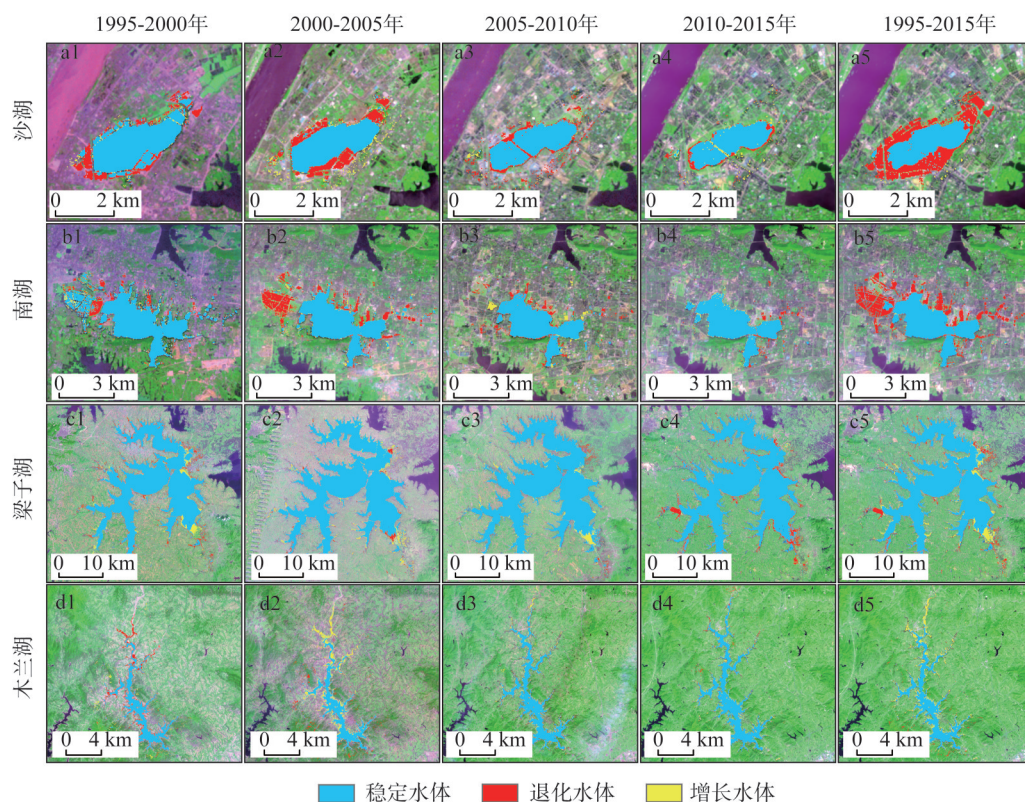 1995-2000年 2000-2005年 2005-2010年 2010-2015年 1995-2015年
沙湖
a1 a2 a3 a4 a5
0 2 km 0 2 km 0 2 km 0 2 km 0 2 km
南湖
b1 b2 b3 b4 b5
0 3 km 0 3 km 0 3 km 0 3 km 0 3 km
梁子湖
c1 c2 c3 c4 c5
0 10 km 0 10 km 0 10 km 0 10 km 0 10 km
木兰湖
d1 d2 d3 d4 d5
0 4 km 0 4 km 0 4 km 0 4 km 0 4 km
稳定水体 退化水体 增长水体